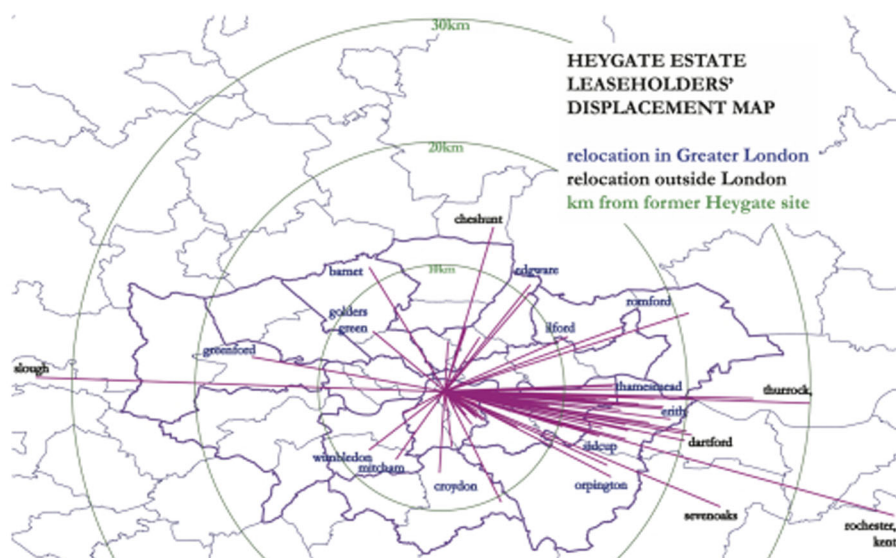 30km
HEYGATE ESTATE
LEASEHOLDERS'
DISPLACEMENT MAP
20km
relocation in Greater London
relocation outside London
km from former Heygate site
cheshunt
barnet
10km
edgware
golders
green
romford
ilford
greenford
slough
thamesmead
thurrock,
erith
dartford
sidcup
wimbledon
mitcham
croydon
orpington
sevenoaks
rochester,
kent